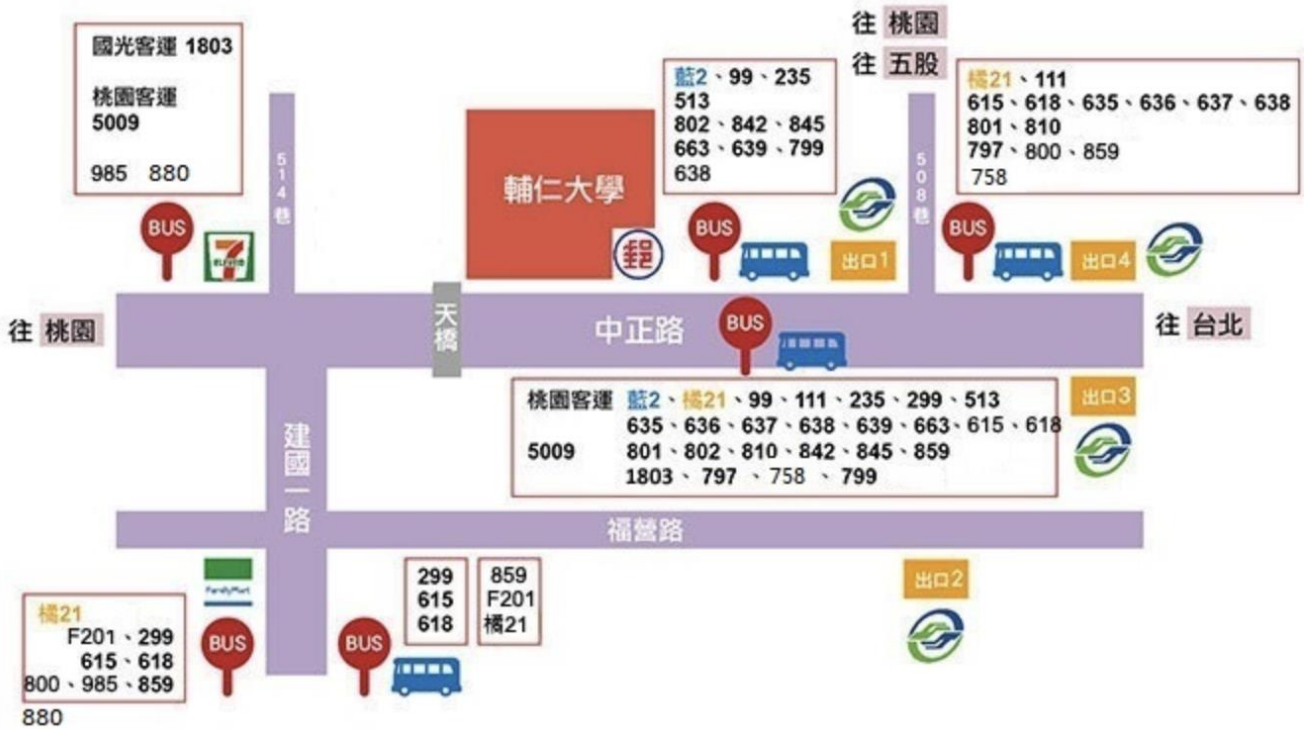 國光客運 1803
桃園客運
5009
985 880
BUS
7
ELEVEN
514巷
輔仁大學
郵
藍2、99、235
513
802、842、845
663、639、799
638
BUS
出口1
往 桃園
往 五股
508巷
橘21、111
615、618、635、636、637、638
801、810
797、800、859
758
BUS
出口4
往 桃園
天橋
中正路
BUS
往 台北
桃園客運 藍2、橘21、99、111、235、299、513
635、636、637、638、639、663、615、618
5009 801、802、810、842、845、859
1803、797、758、799
出口3
建國一路
福營路
FamilyMart
橘21
F201、299
615、618
800、985、859
880
BUS
BUS
299
615
618
859
F201
橘21
出口2